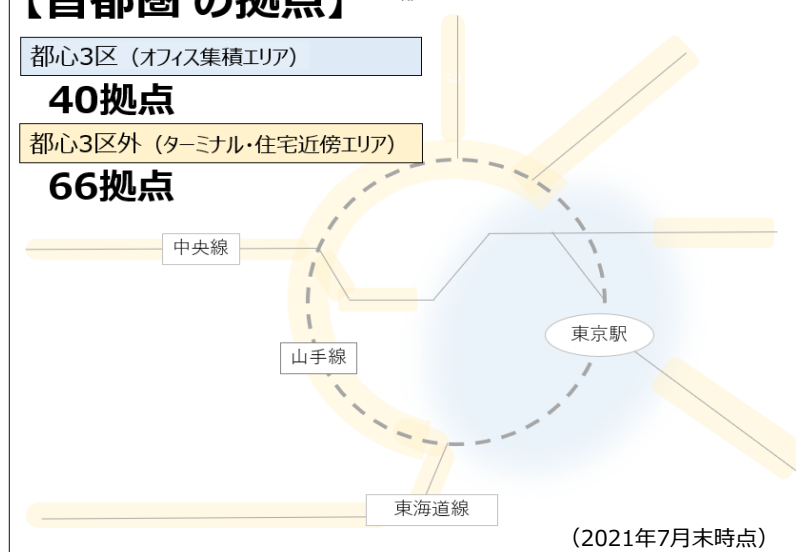 【首都圏の拠点】
都心3区（オフィス集積エリア）
40拠点
都心3区外（ターミナル・住宅近傍エリア）
66拠点
中央線
東京駅
山手線
東海道線
（2021年7月末時点）